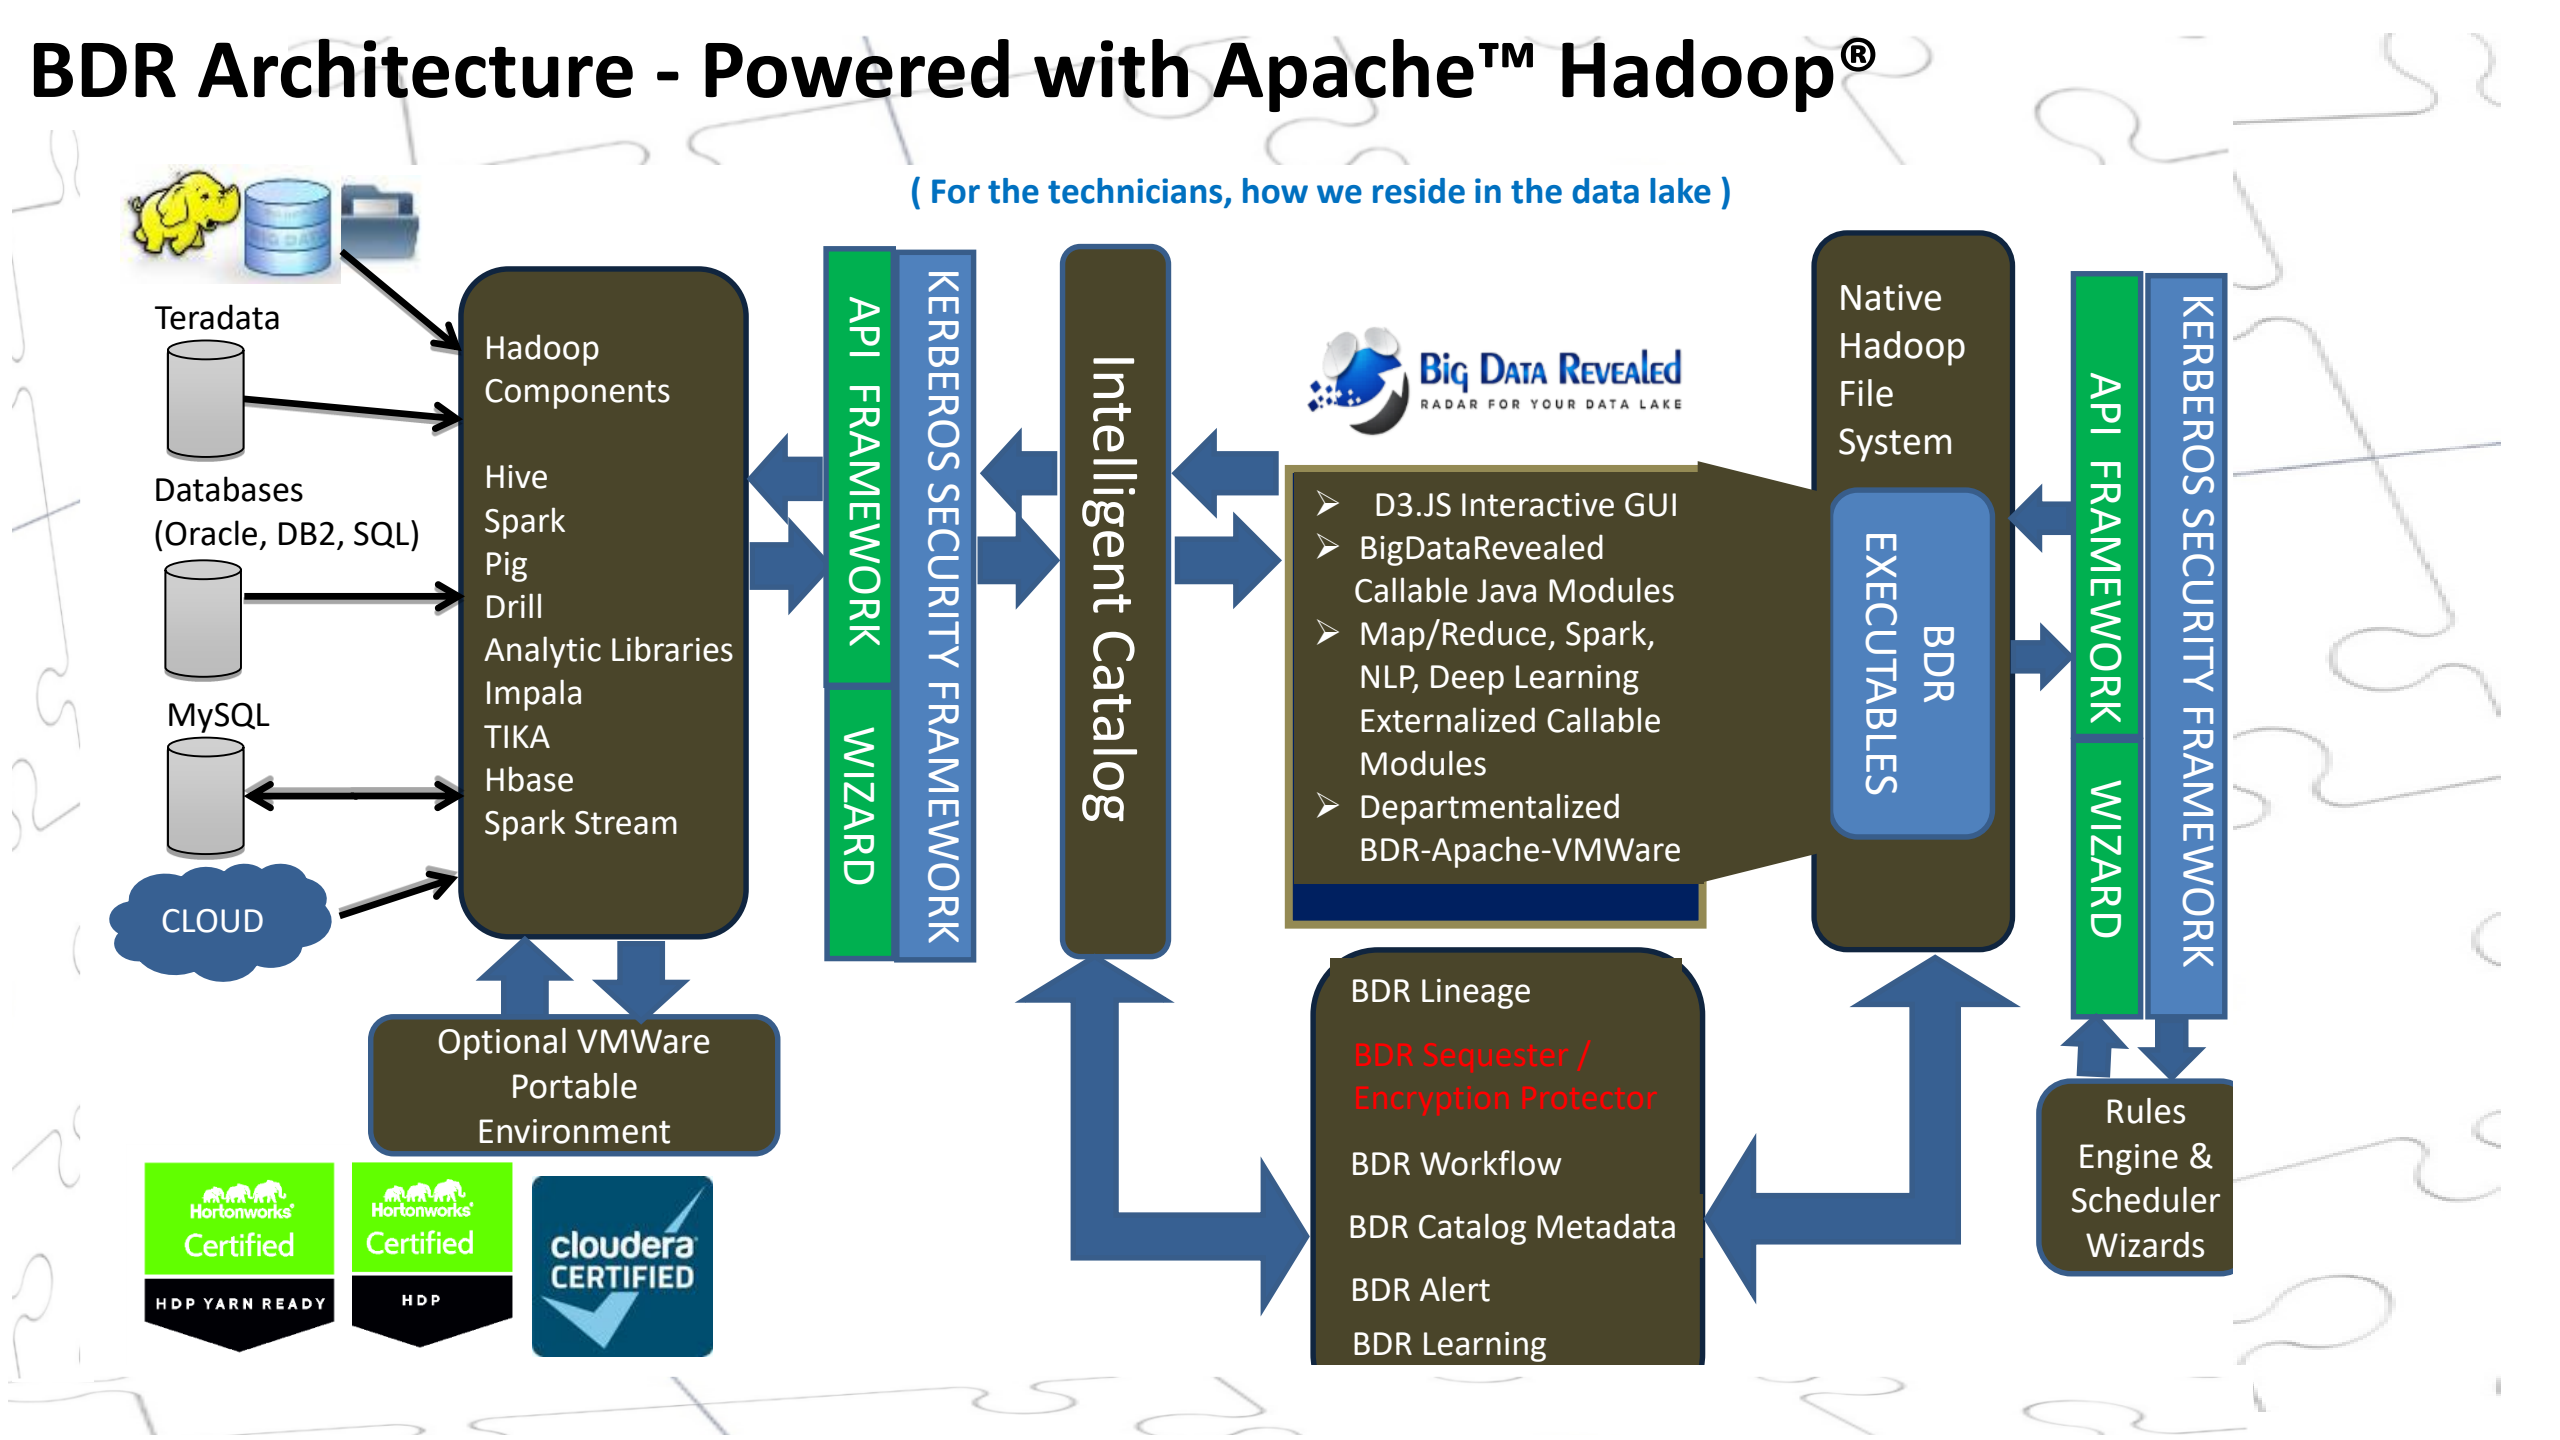 BDR Architecture - Powered with Apache™ Hadoop®
( For the technicians, how we reside in the data lake )
Teradata
Databases
(Oracle, DB2, SQL)
MySQL
CLOUD
Hadoop
Components
Hive
Spark
Pig
Drill
Analytic Libraries
Impala
TIKA
Hbase
Spark Stream
Optional VMWare
Portable
Environment
Hortonworks
Certified
HDP YARN READY
Hortonworks
Certified
HDP
cloudera
CERTIFIED
API FRAMEWORK
WIZARD
KERBEROS SECURITY FRAMEWORK
Intelligent Catalog
Big Data Revealed
RADAR FOR YOUR DATA LAKE
➢ D3.JS Interactive GUI
➢ BigDataRevealed
Callable Java Modules
➢ Map/Reduce, Spark,
NLP, Deep Learning
Externalized Callable
Modules
➢ Departmentalized
BDR-Apache-VMWare
BDR Lineage
BDR Sequester /
Encryption Protector
BDR Workflow
BDR Catalog Metadata
BDR Alert
BDR Learning
Native
Hadoop
File
System
BDR
EXECUTABLES
API FRAMEWORK
WIZARD
KERBEROS SECURITY FRAMEWORK
Rules
Engine &
Scheduler
Wizards